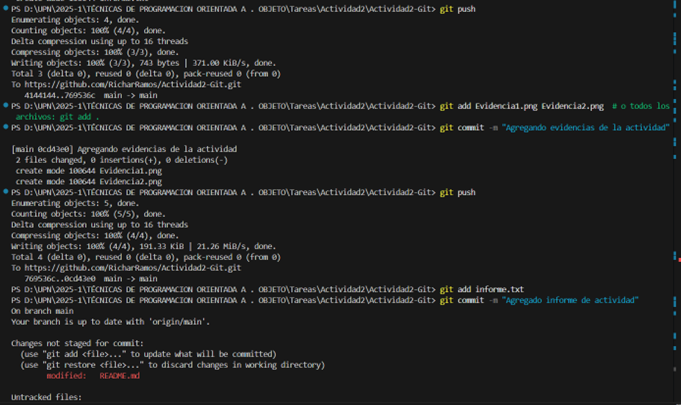 PS D:\UPN\2025-1\TÉCNICAS DE PROGRAMACION ORIENTADA A . OBJETO\Tareas\Actividad2\Actividad2-Git> git push
Enumerating objects: 4, done.
Counting objects: 100% (4/4), done.
Delta compression using up to 16 threads
Compressing objects: 100% (3/3), done.
Writing objects: 100% (3/3), 743 bytes | 371.00 KiB/s, done.
Total 3 (delta 0), reused 0 (delta 0), pack-reused 0 (from 0)
To https://github.com/RicharRamos/Actividad2-Git.git
4144144..769536c main -> main
PS D:\UPN\2025-1\TÉCNICAS DE PROGRAMACION ORIENTADA A . OBJETO\Tareas\Actividad2\Actividad2-Git> git add Evidencia1.png Evidencia2.png # o todos los
archivos: git add .
PS D:\UPN\2025-1\TÉCNICAS DE PROGRAMACION ORIENTADA A . OBJETO\Tareas\Actividad2\Actividad2-Git> git commit -m "Agregando evidencias de la actividad"
[main 0cd43e0] Agregando evidencias de la actividad
2 files changed, 0 insertions(+), 0 deletions(-)
create mode 100644 Evidencia1.png
create mode 100644 Evidencia2.png
PS D:\UPN\2025-1\TÉCNICAS DE PROGRAMACION ORIENTADA A . OBJETO\Tareas\Actividad2\Actividad2-Git> git push
Enumerating objects: 5, done.
Counting objects: 100% (5/5), done.
Delta compression using up to 16 threads
Compressing objects: 100% (4/4), done.
Writing objects: 100% (4/4), 191.33 KiB | 21.26 MiB/s, done.
Total 4 (delta 0), reused 0 (delta 0), pack-reused 0 (from 0)
To https://github.com/RicharRamos/Actividad2-Git.git
769536c..0cd43e0 main -> main
PS D:\UPN\2025-1\TÉCNICAS DE PROGRAMACION ORIENTADA A . OBJETO\Tareas\Actividad2\Actividad2-Git> git add informe.txt
PS D:\UPN\2025-1\TÉCNICAS DE PROGRAMACION ORIENTADA A . OBJETO\Tareas\Actividad2\Actividad2-Git> git commit -m "Agregado informe de actividad"
On branch main
Your branch is up to date with 'origin/main'.
Changes not staged for commit:
(use "git add <file>..." to update what will be committed)
(use "git restore <file>..." to discard changes in working directory)
modified: README.md
Untracked files: